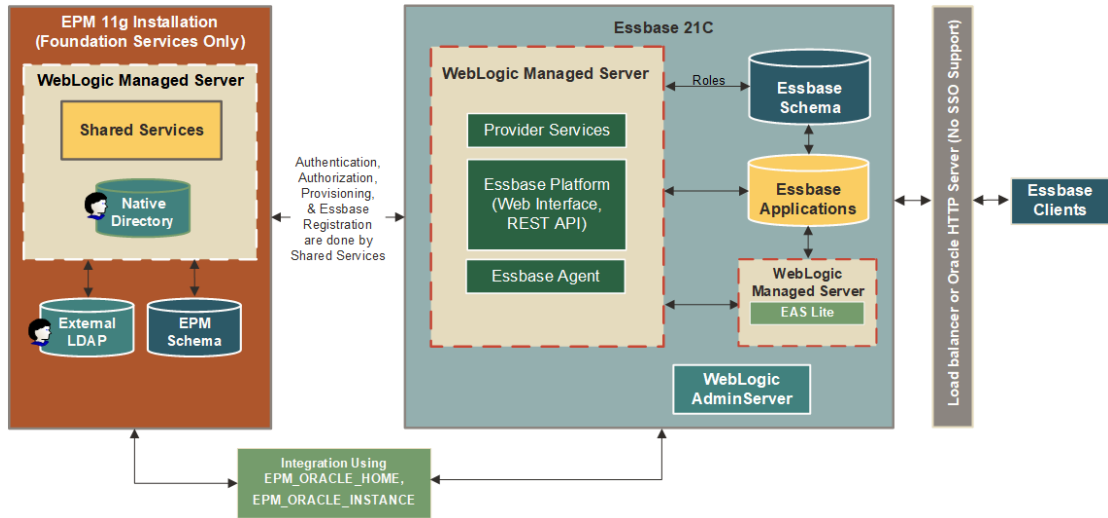 EPM 11g Installation
(Foundation Services Only)
WebLogic Managed Server
Shared Services
Native
Directory
External
LDAP
EPM
Schema
Authentication,
Authorization,
Provisioning,
& Essbase
Registration
are done by
Shared Services
Essbase 21C
WebLogic Managed Server
Provider Services
Essbase Platform
(Web Interface,
REST API)
Essbase Agent
Roles
Essbase
Schema
Essbase
Applications
WebLogic
Managed Server
EAS Lite
WebLogic
AdminServer
Load balancer or Oracle HTTP Server (No SSO Support)
Essbase
Clients
Integration Using
EPM_ORACLE_HOME,
EPM_ORACLE_INSTANCE